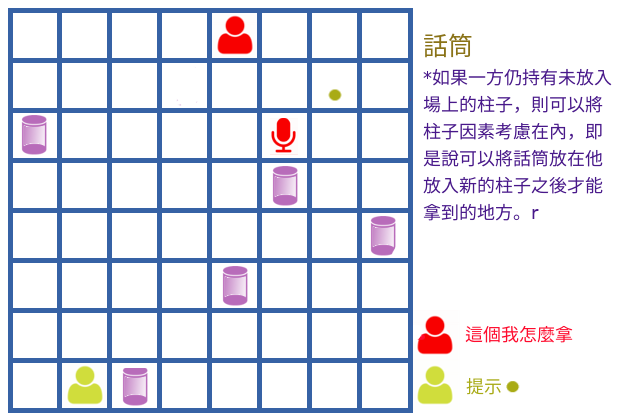 話筒
*如果一方仍持有未放入
場上的柱子，則可以將
柱子因素考慮在內，即
是說可以將話筒放在他
放入新的柱子之後才能
拿到的地方。r
這個我怎麼拿
提示